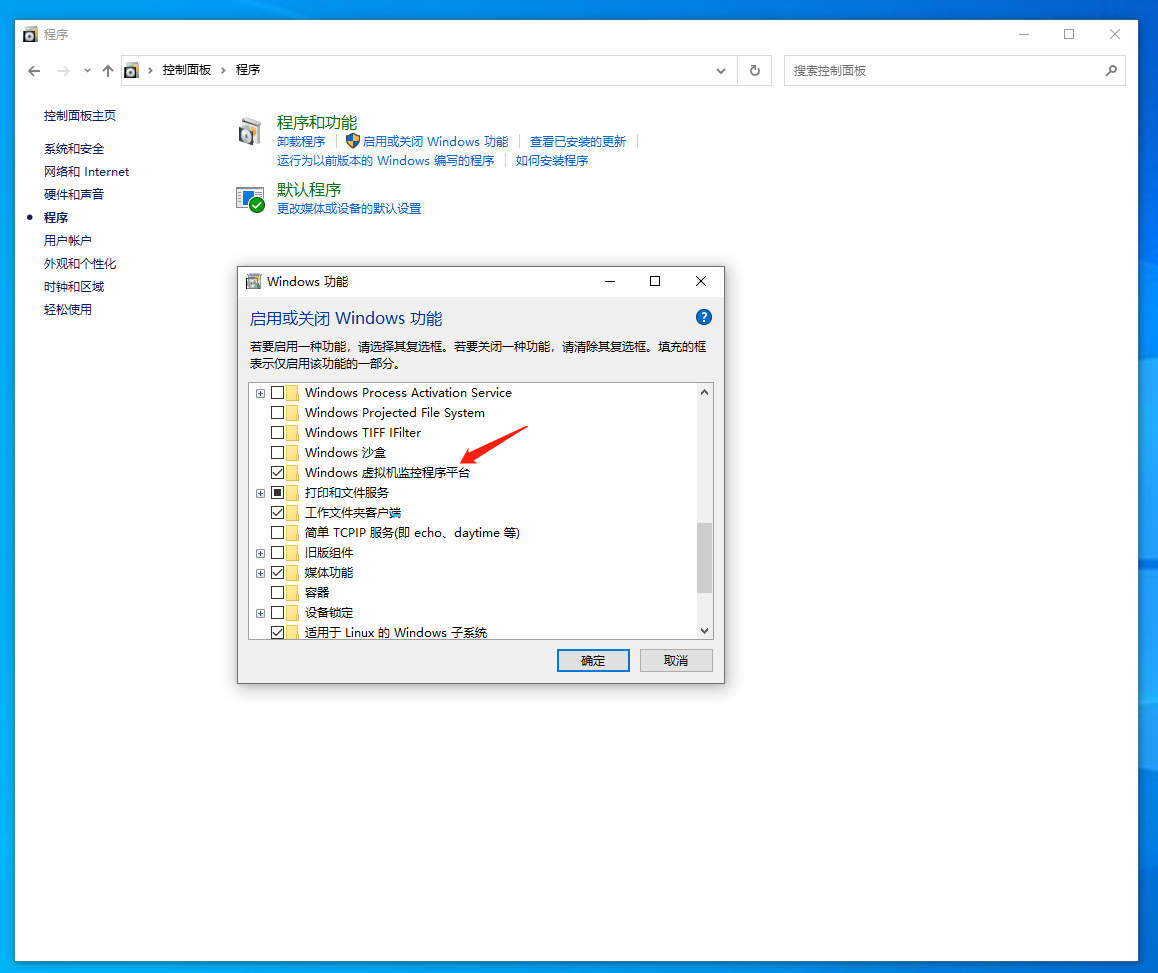 程序
控制面板 程序
搜索控制面板
控制面板主页
系统和安全
网络和 Internet
硬件和声音
程序
用户帐户
外观和个性化
时钟和区域
轻松使用
程序和功能
卸载程序 启用或关闭 Windows 功能 查看已安装的更新
运行为以前版本的 Windows 编写的程序 如何安装程序
默认程序
更改媒体或设备的默认设置
Windows 功能
启用或关闭 Windows 功能
?
若要启用一种功能，请选择其复选框。若要关闭一种功能，请清除其复选框。填充的框
表示仅启用该功能的一部分。
Windows Process Activation Service
Windows Projected File System
Windows TIFF IFilter
Windows 沙盒
Windows 虚拟机监控程序平台
打印和文件服务
工作文件夹客户端
简单 TCPIP 服务(即 echo、daytime 等)
旧版组件
媒体功能
容器
设备锁定
适用于 Linux 的 Windows 子系统
确定 取消